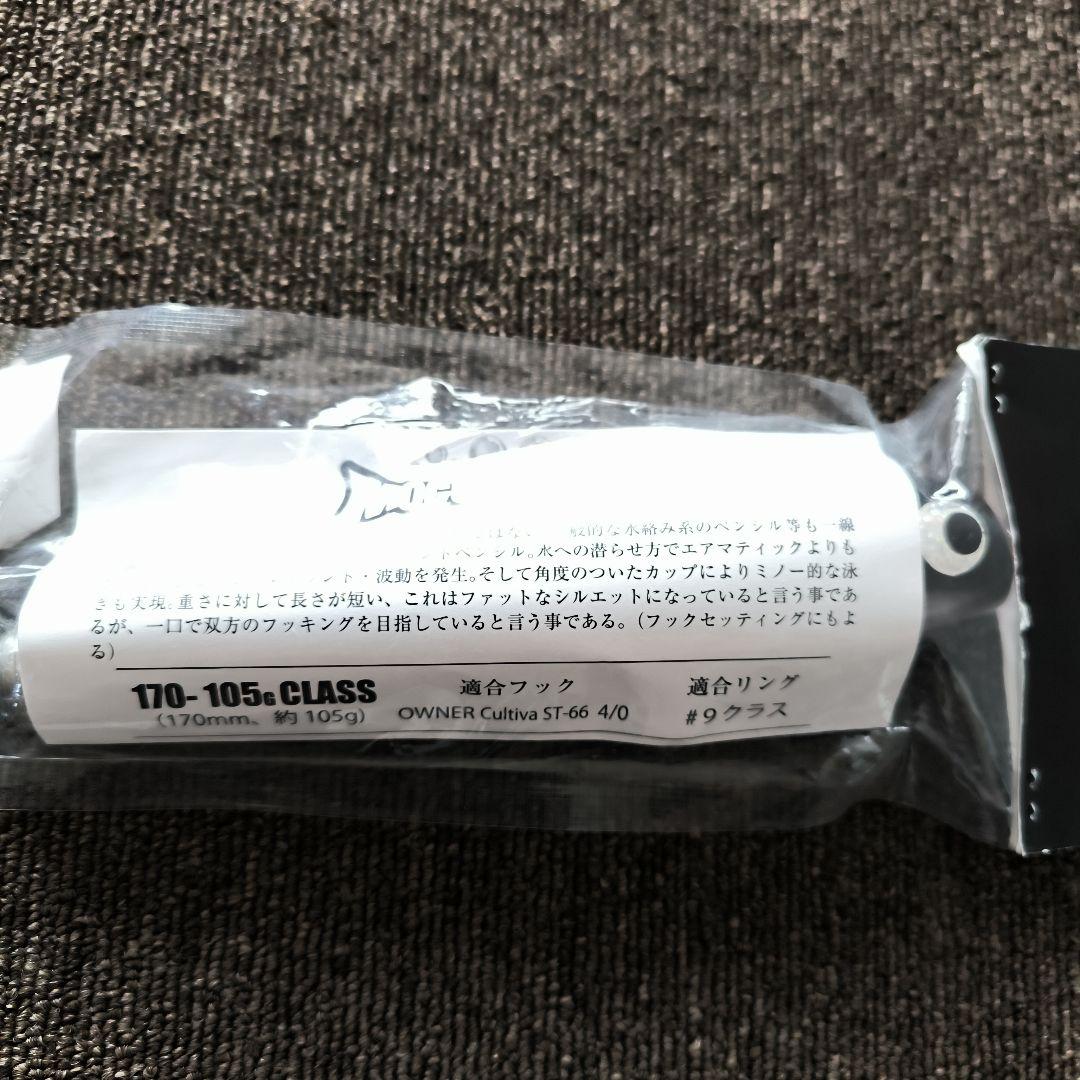 般的な水絡み系のペンシル等も一線
ントペンシル。水への潜らせ方でエアマティックよりも
ンド・波動を発生。そして角度のついたカップによりミノー的な泳
きも実現。重さに対して長さが短い、これはファットなシルエットになっていると言う事であ
るが、一口で双方のフッキングを目指していると言う事である。(フックセッティングにもよ
る)
170- 105G CLASS
(170mm、約105g)
適合フック
OWNER Cultiva ST-66 4/0
適合リング
#9クラス